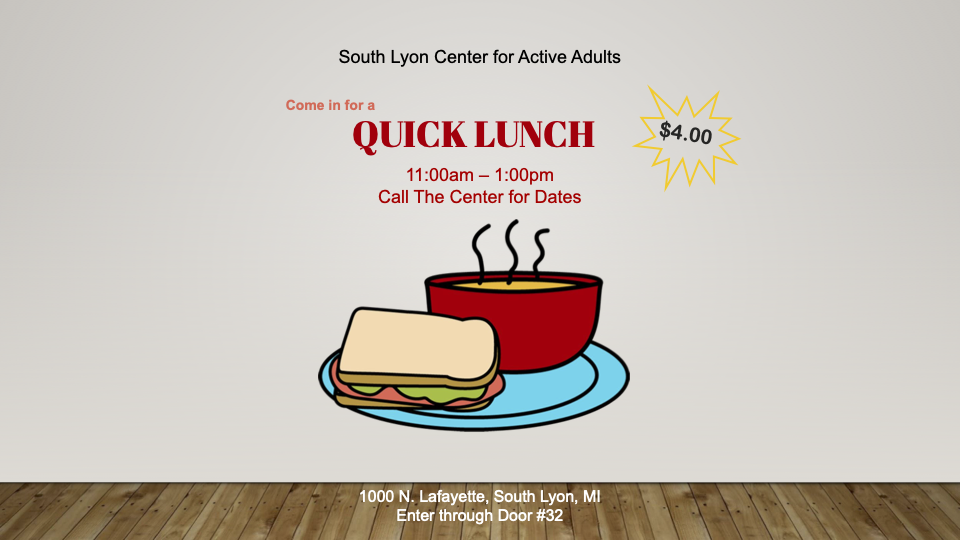 South Lyon Center for Active Adults
Come in for a
QUICK LUNCH
$4.00
11:00am – 1:00pm
Call The Center for Dates
1000 N. Lafayette, South Lyon, MI
Enter through Door #32